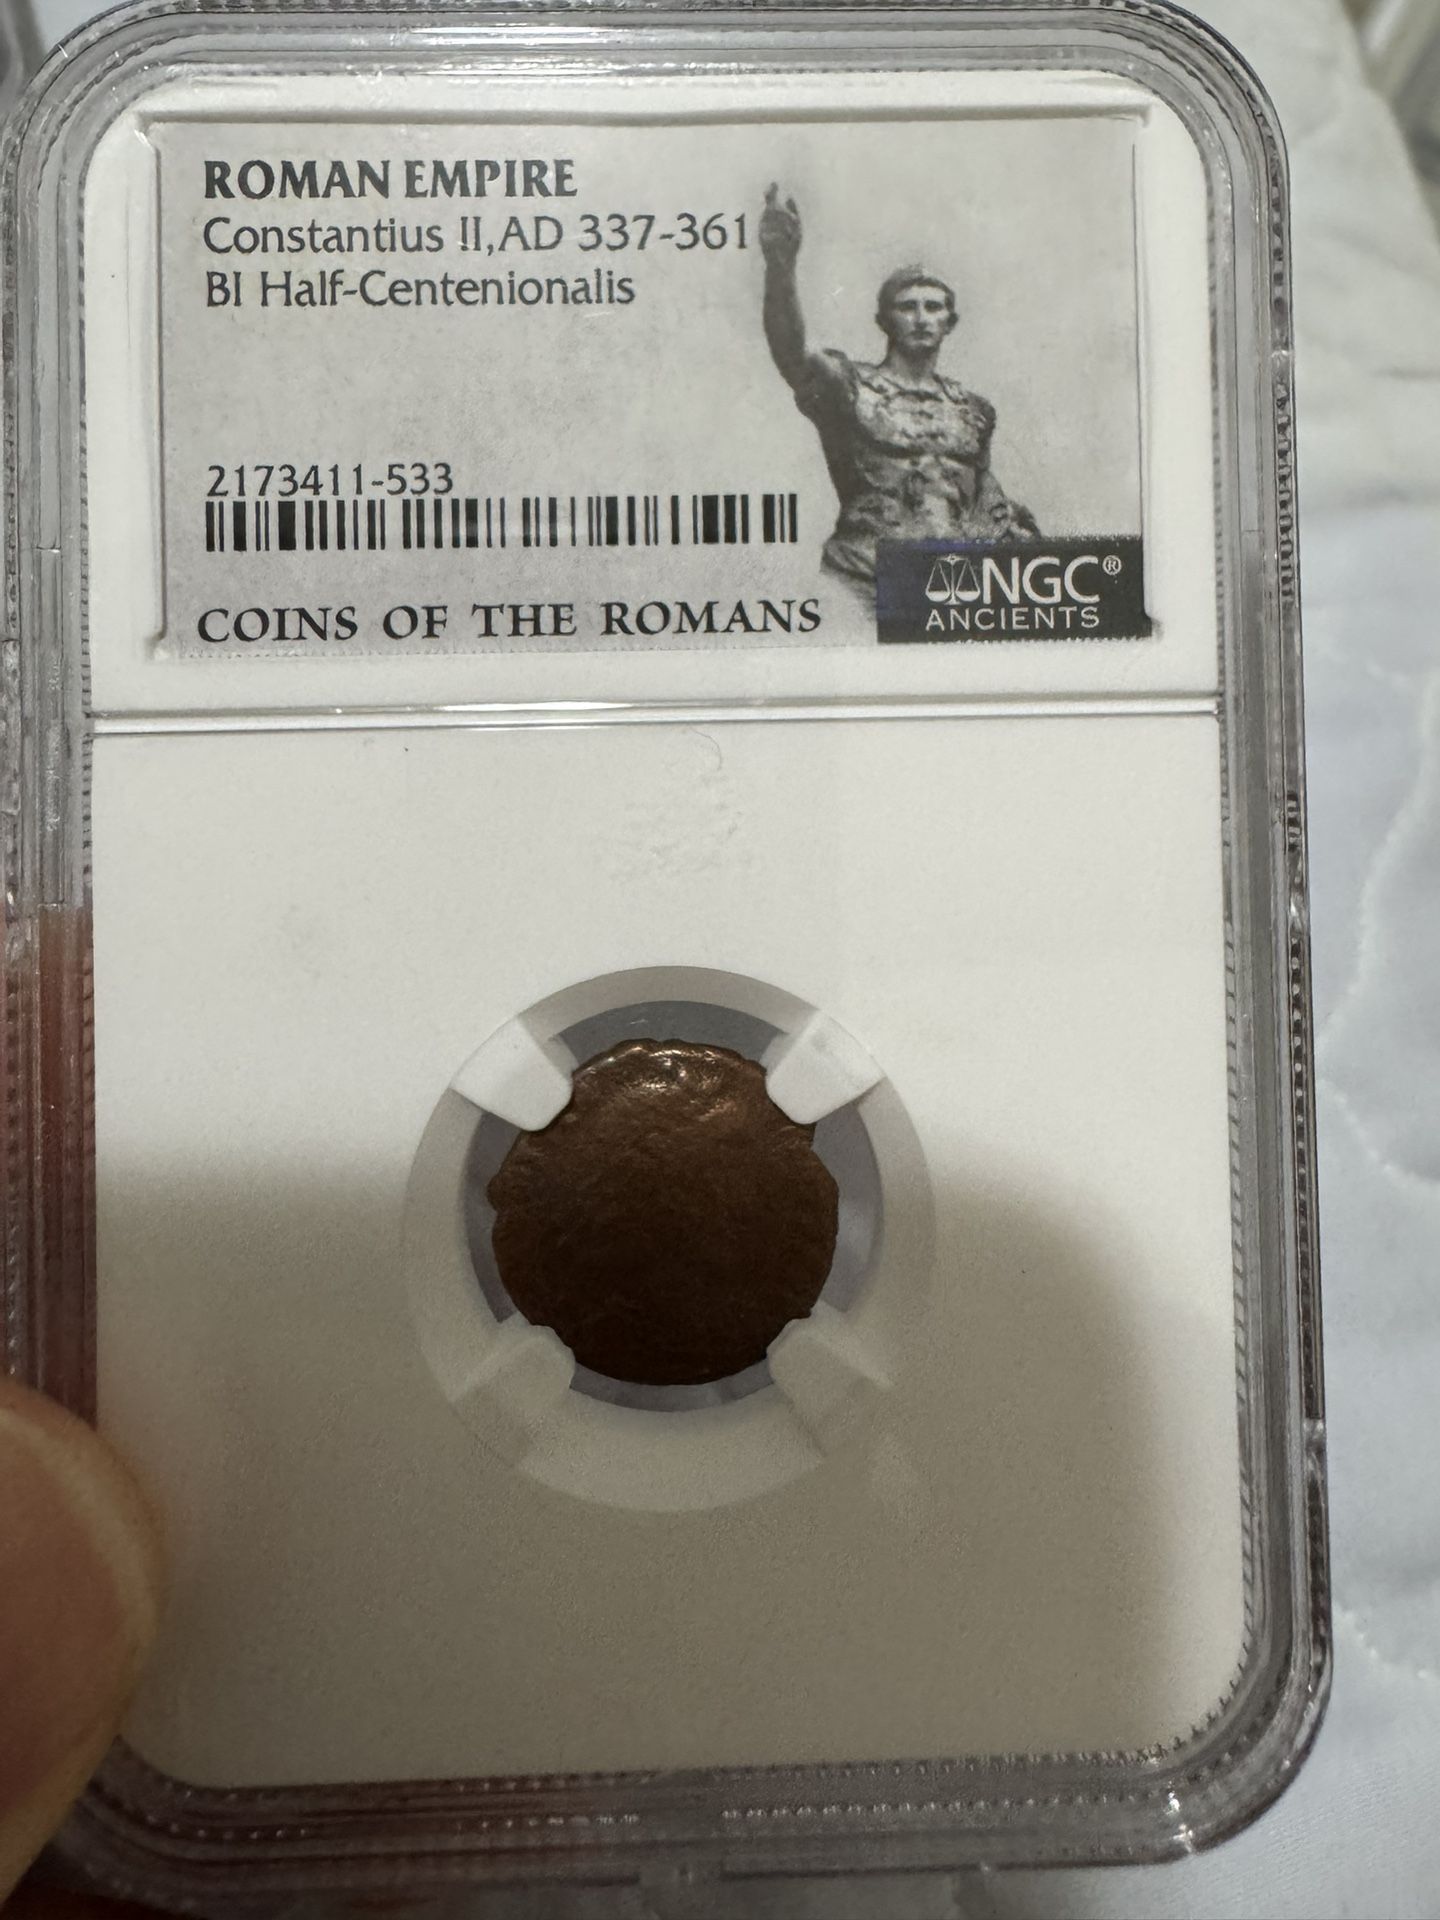 ROMAN EMPIRE
Constantius II, AD 337-361
BI Half-Centenionalis
2173411-533
COINS OF THE ROMANS
NGC®
ANCIENTS